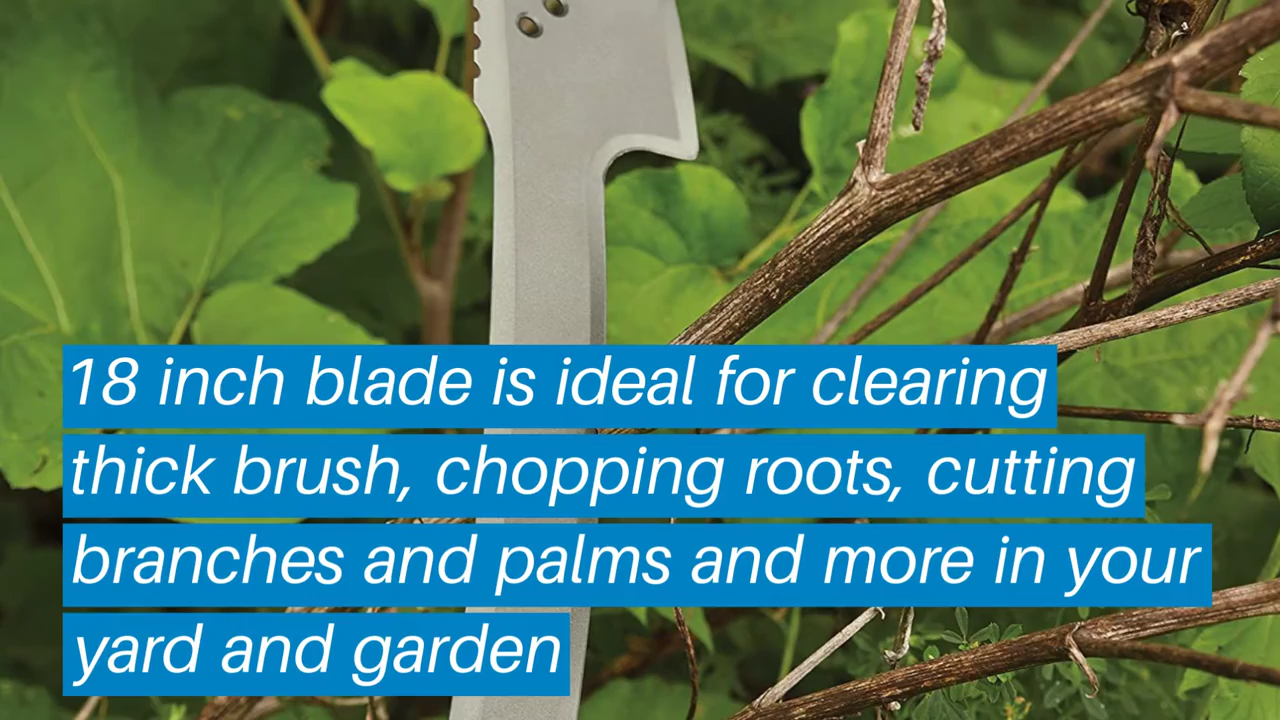 18 inch blade is ideal for clearing
thick brush, chopping roots, cutting
branches and palms and more in your
yard and garden